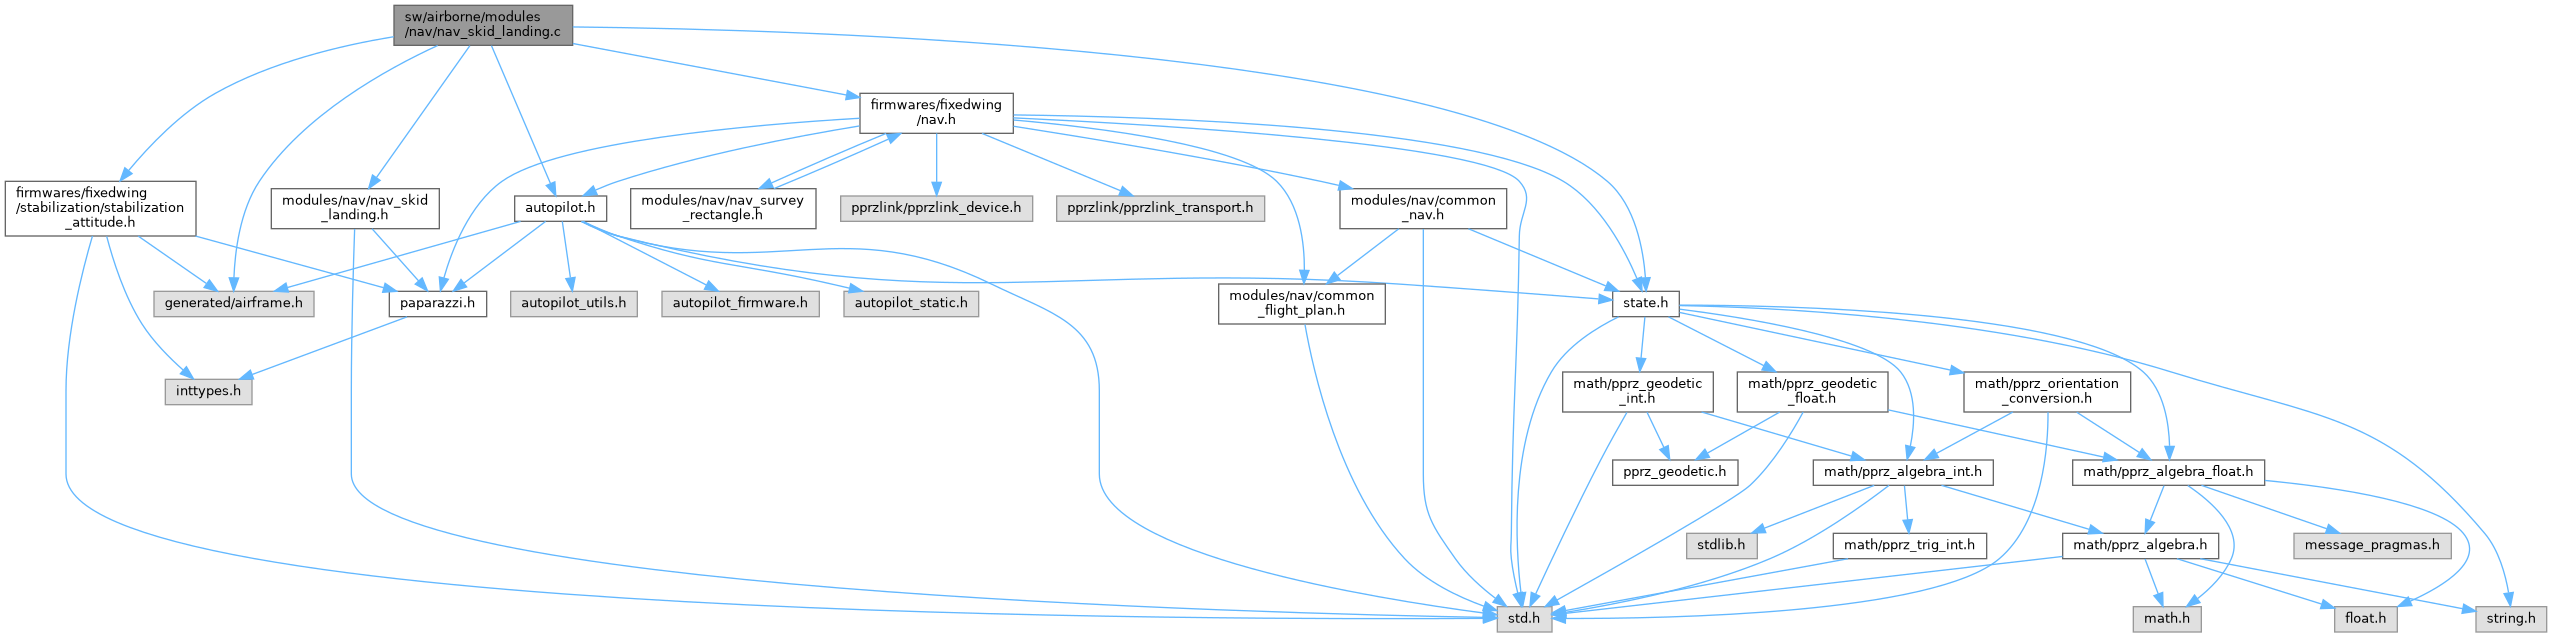 sw/airborne/modules
/nav/nav_skid_landing.c
firmwares/fixedwing
/nav.h
firmwares/fixedwing
/stabilization/stabilization
_attitude.h
modules/nav/nav_skid
_landing.h
autopilot.h
modules/nav/nav_survey
_rectangle.h
pprzlink/pprzlink_device.h
pprzlink/pprzlink_transport.h
modules/nav/common
_nav.h
generated/airframe.h
paparazzi.h
autopilot_utils.h
autopilot_firmware.h
autopilot_static.h
modules/nav/common
_flight_plan.h
state.h
inttypes.h
math/pprz_geodetic
_int.h
math/pprz_geodetic
_float.h
math/pprz_orientation
_conversion.h
pprz_geodetic.h
math/pprz_algebra_int.h
math/pprz_algebra_float.h
stdlib.h
math/pprz_trig_int.h
math/pprz_algebra.h
message_pragmas.h
std.h
math.h
float.h
string.h